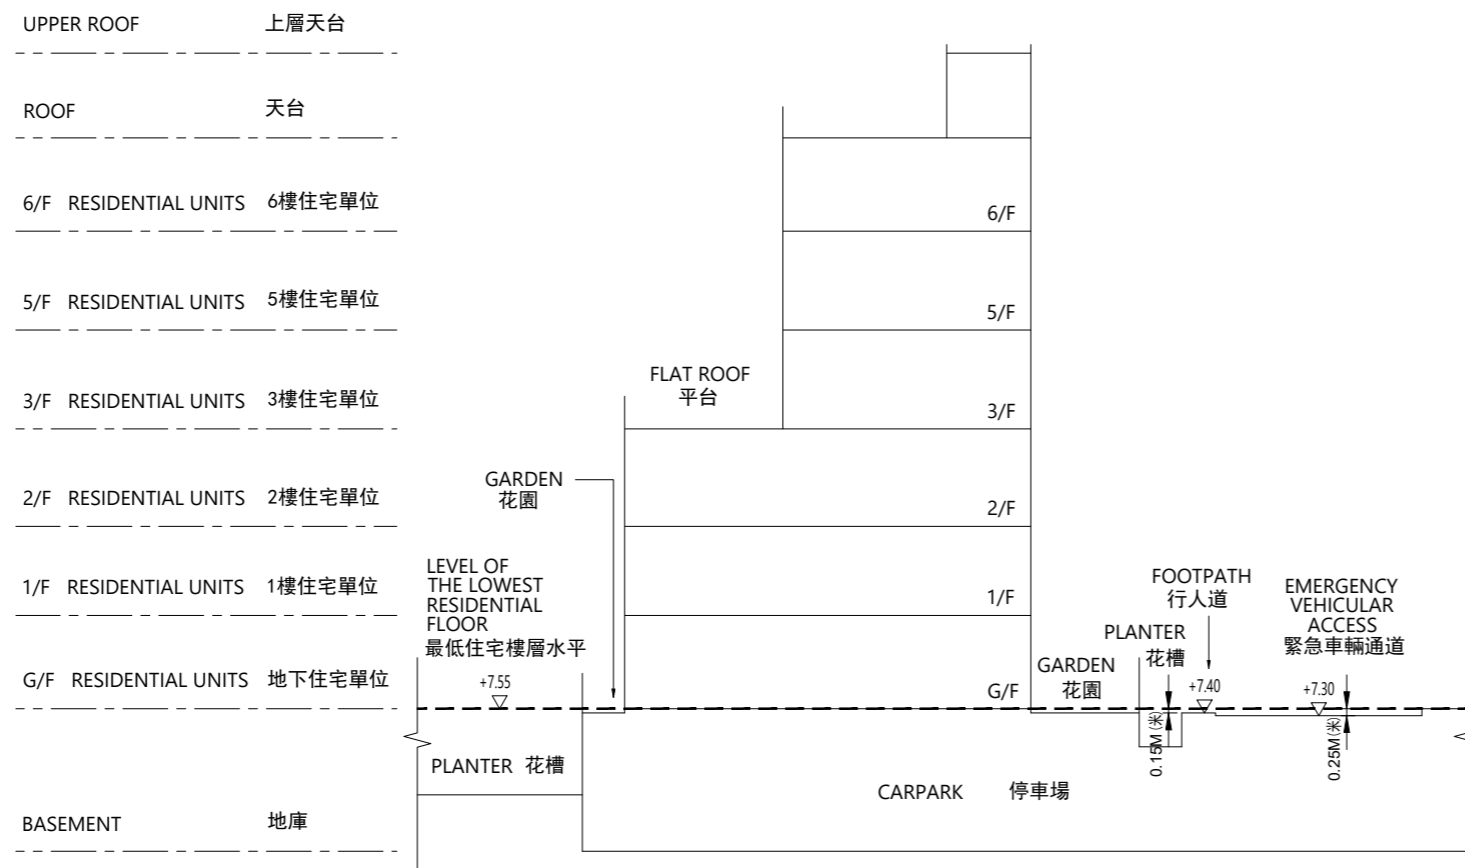 UPPER ROOF 上層天台
ROOF 天台
6/F RESIDENTIAL UNITS 6樓住宅單位
6/F
5/F RESIDENTIAL UNITS 5樓住宅單位
5/F
FLAT ROOF
平台
3/F RESIDENTIAL UNITS 3樓住宅單位
3/F
GARDEN
花園
2/F RESIDENTIAL UNITS 2樓住宅單位
2/F
LEVEL OF
THE LOWEST
RESIDENTIAL
FLOOR
最低住宅樓層水平
+7.55
1/F RESIDENTIAL UNITS 1樓住宅單位
1/F
FOOTPATH
行人道
EMERGENCY
VEHICULAR
ACCESS
緊急車輛通道
PLANTER
花槽
GARDEN
花園
G/F RESIDENTIAL UNITS 地下住宅單位
G/F
+7.40
+7.30
0.15M (米)
0.25M (米)
PLANTER 花槽
CARPARK 停車場
BASEMENT 地庫